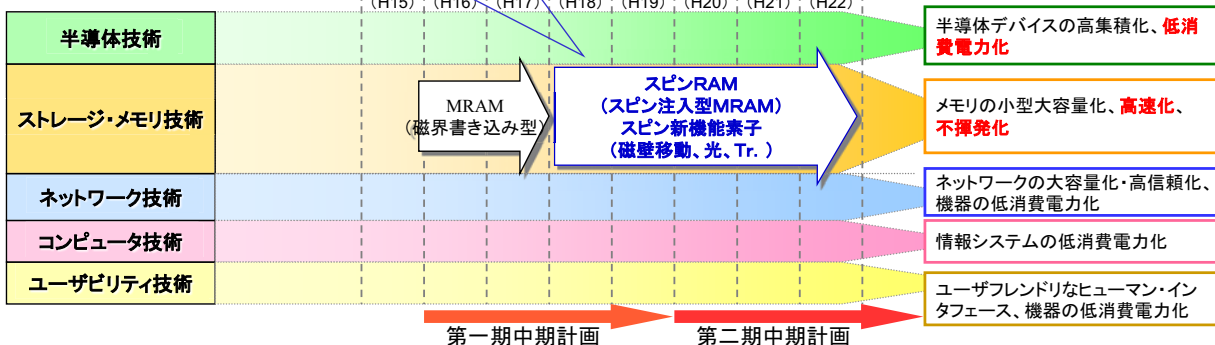 (H15) (H16) (H17) (H18) (H19) (H20) (H21) (H22)
半導体技術
半導体デバイスの高集積化、低消
費電力化
ストレージ・メモリ技術
MRAM
(磁界書き込み型)
スピンRAM
(スピン注入型MRAM)
スピン新機能素子
(磁壁移動、光、Tr. )
メモリの小型大容量化、高速化、
不揮発化
ネットワーク技術
ネットワークの大容量化・高信頼化、
機器の低消費電力化
コンピュータ技術
情報システムの低消費電力化
ユーザビリティ技術
ユーザフレンドリなヒューマン・イン
タフェース、機器の低消費電力化
第一期中期計画
第二期中期計画